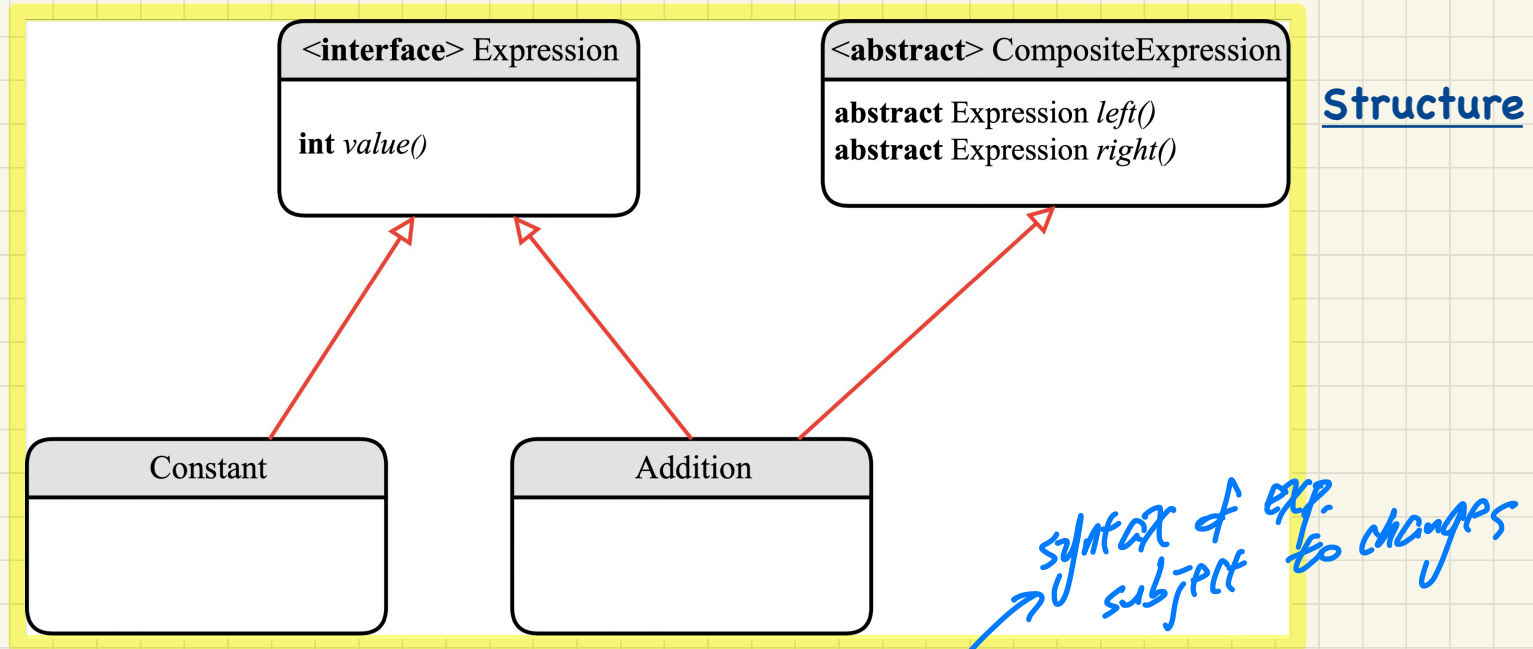 <interface> Expression
int value()
<abstract> CompositeExpression
abstract Expression left()
abstract Expression right()
Structure
Constant
Addition
syntax of exp.
subject to changes